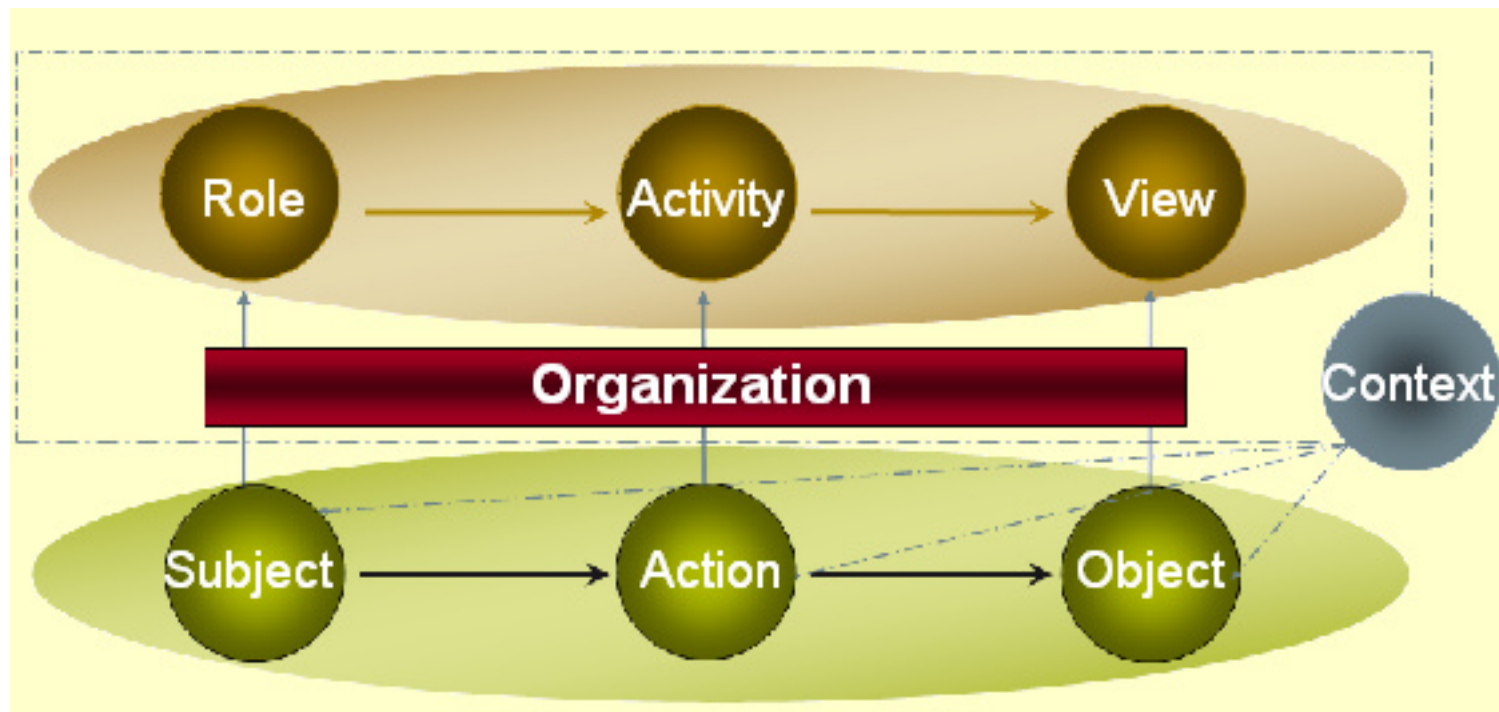 Role
Activity
View
Organization
Context
Subject
Action
Object